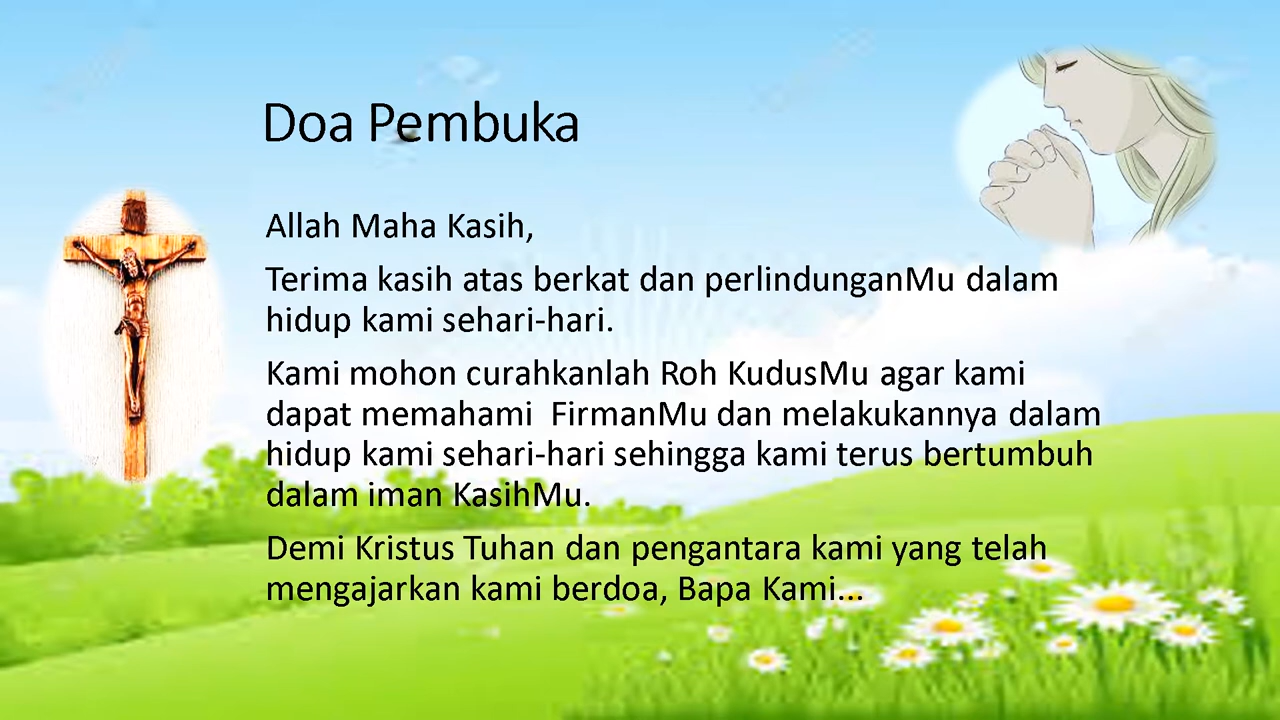 Doa Pembuka
Allah Maha Kasih,
Terima kasih atas berkat dan perlindunganMu dalam
hidup kami sehari-hari.
Kami mohon curahkanlah Roh KudusMu agar kami
dapat memahami  FirmanMu dan melakukannya dalam
hidup kami sehari-hari sehingga kami terus bertumbuh
dalam iman KasihMu.
Demi Kristus Tuhan dan pengantara kami yang telah
mengajarkan kami berdoa, Bapa Kami...